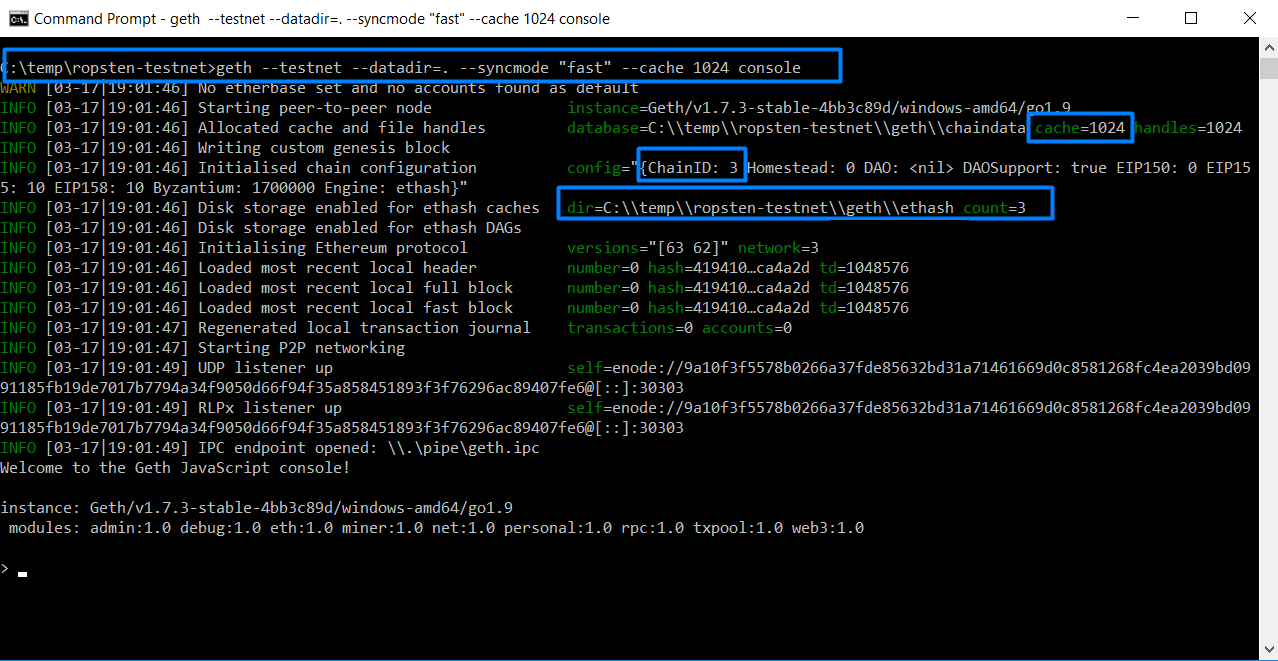 Command Prompt - geth  --testnet --datadir=. --syncmode "fast" --cache 1024 console
C:\temp\ropsten-testnet>geth --testnet --datadir=. --syncmode "fast" --cache 1024 console
WARN [03-17|19:01:46] No etherbase set and no accounts found as default
INFO [03-17|19:01:46] Starting peer-to-peer node               instance=Geth/v1.7.3-stable-4bb3c89d/windows-amd64/go1.9
INFO [03-17|19:01:46] Allocated cache and file handles         database=C:\\temp\\ropsten-testnet\\geth\\chaindata cache=1024 handles=1024
INFO [03-17|19:01:46] Writing custom genesis block
INFO [03-17|19:01:46] Initialised chain configuration          config="{ChainID: 3 Homestead: 0 DAO: <nil> DAOSupport: true EIP150: 0 EIP15
5: 10 EIP158: 10 Byzantium: 1700000 Engine: ethash}"
INFO [03-17|19:01:46] Disk storage enabled for ethash caches   dir=C:\\temp\\ropsten-testnet\\geth\\ethash count=3
INFO [03-17|19:01:46] Disk storage enabled for ethash DAGs
INFO [03-17|19:01:46] Initialising Ethereum protocol           versions="[63 62]" network=3
INFO [03-17|19:01:46] Loaded most recent local header          number=0 hash=419410…ca4a2d td=1048576
INFO [03-17|19:01:46] Loaded most recent local full block      number=0 hash=419410…ca4a2d td=1048576
INFO [03-17|19:01:46] Loaded most recent local fast block      number=0 hash=419410…ca4a2d td=1048576
INFO [03-17|19:01:47] Regenerated local transaction journal    transactions=0 accounts=0
INFO [03-17|19:01:47] Starting P2P networking
INFO [03-17|19:01:49] UDP listener up                          self=enode://9a10f3f5578b0266a37fde85632bd31a71461669d0c8581268fc4ea2039bd09
91185fb19de7017b7794a34f9050d66f94f35a858451893f3f76296ac89407fe6@[::]:30303
INFO [03-17|19:01:49] RLPx listener up                         self=enode://9a10f3f5578b0266a37fde85632bd31a71461669d0c8581268fc4ea2039bd09
91185fb19de7017b7794a34f9050d66f94f35a858451893f3f76296ac89407fe6@[::]:30303
INFO [03-17|19:01:49] IPC endpoint opened: \\.\pipe\geth.ipc
Welcome to the Geth JavaScript console!
instance: Geth/v1.7.3-stable-4bb3c89d/windows-amd64/go1.9
 modules: admin:1.0 debug:1.0 eth:1.0 miner:1.0 net:1.0 personal:1.0 rpc:1.0 txpool:1.0 web3:1.0
>